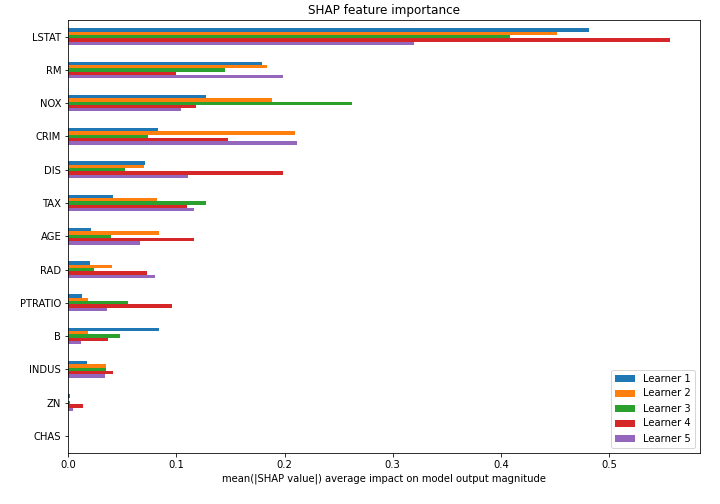 SHAP feature importance
LSTAT
RM
NOX
CRIM
DIS
TAX
AGE
RAD
PTRATIO
B
INDUS
ZN
CHAS
Learner 1
Learner 2
Learner 3
Learner 4
Learner 5
0.0 0.1 0.2 0.3 0.4 0.5
mean(|SHAP value|) average impact on model output magnitude